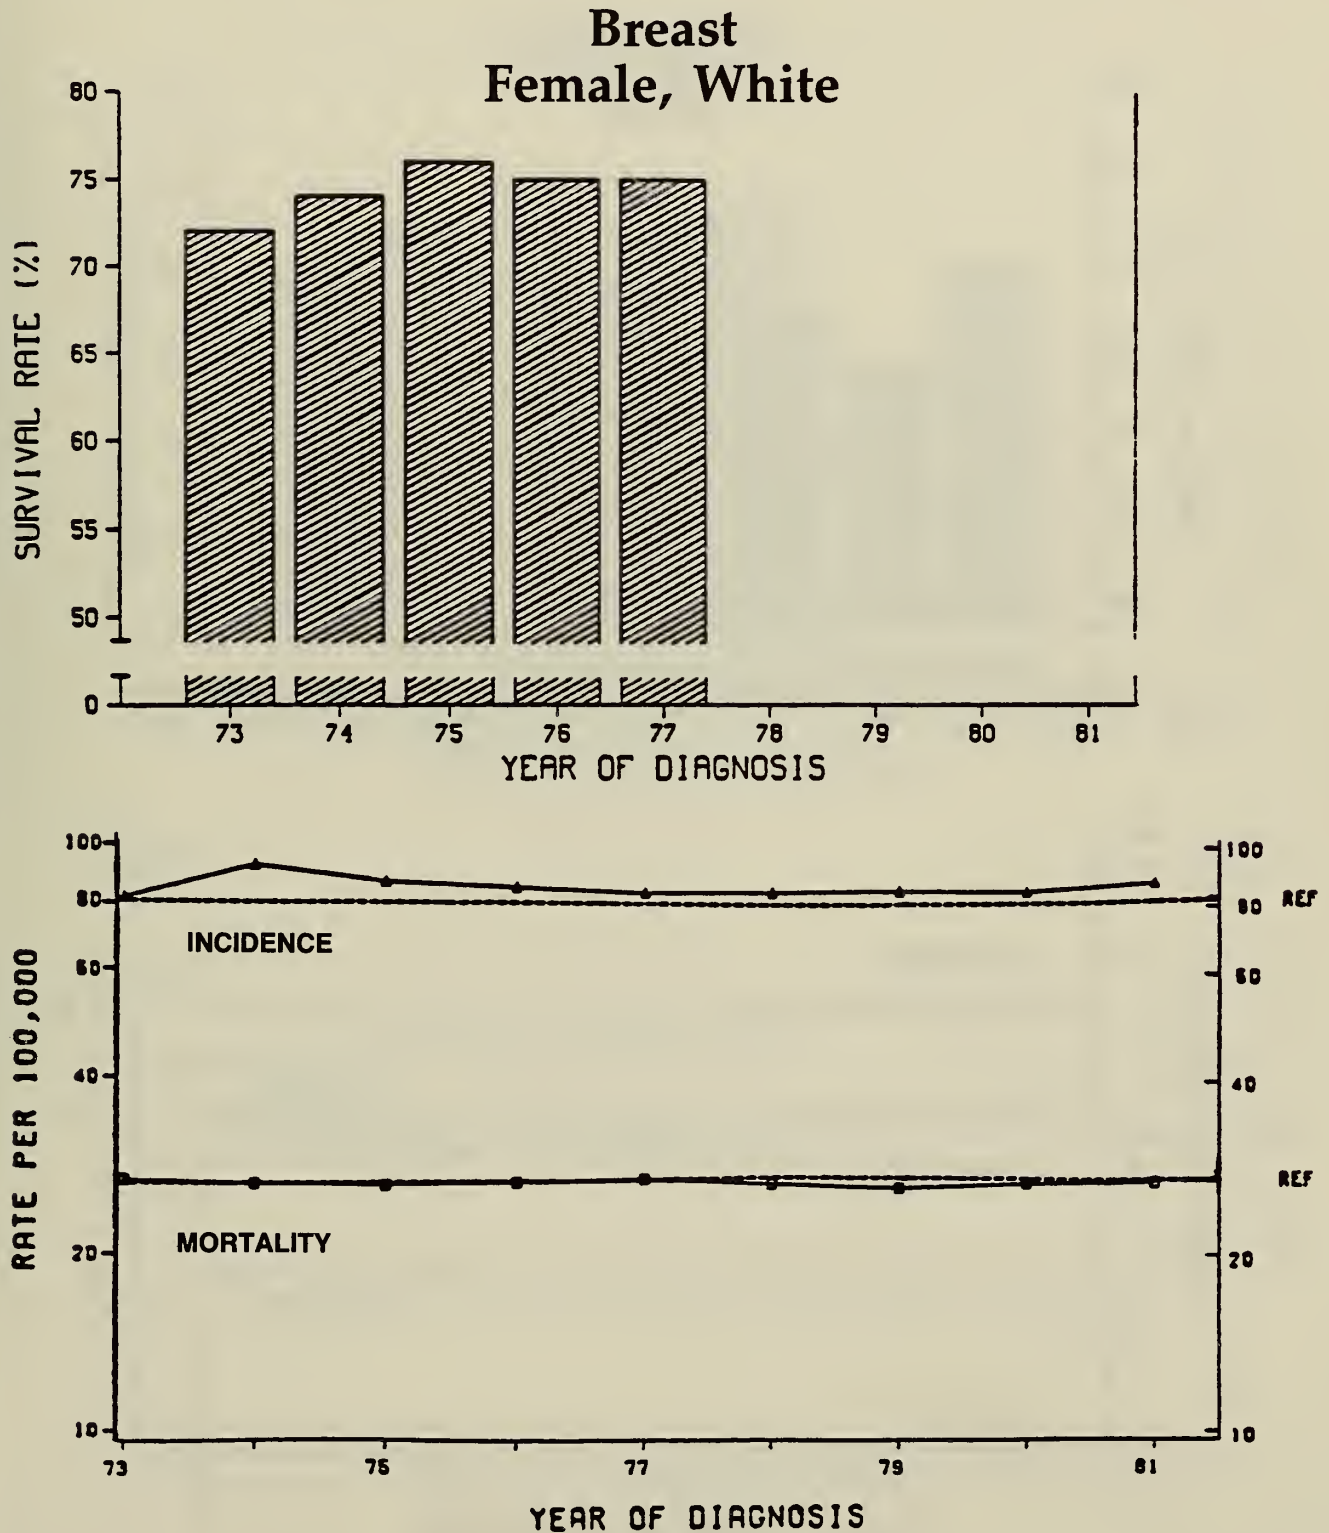 Breast
Female, White
SURVIVAL RATE (%)
80
75
70
65
60
55
50
0
73 74 75 76 77 78 79 80 81
YEAR OF DIAGNOSIS
RATE PER 100,000
100
80
60
40
20
10
INCIDENCE
MORTALITY
100
80
60
40
20
10
REF
REF
73 75 77 79 81
YEAR OF DIAGNOSIS